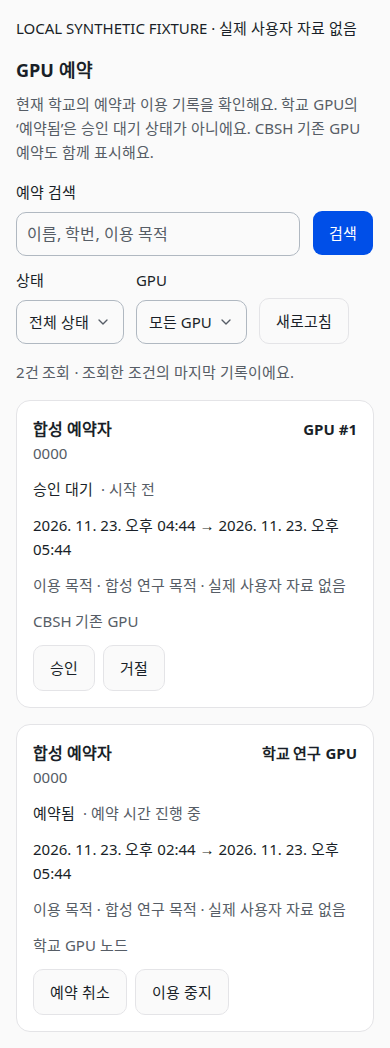 LOCAL SYNTHETIC FIXTURE · 실제 사용자 자료 없음
GPU 예약
현재 학교의 예약과 이용 기록을 확인해요. 학교 GPU의
‘예약됨’은 승인 대기 상태가 아니에요. CBSH 기존 GPU
예약도 함께 표시해요.
예약 검색
이름, 학번, 이용 목적
검색
상태
GPU
전체 상태
모든 GPU
새로고침
2건 조회 · 조회한 조건의 마지막 기록이에요.
합성 예약자
GPU #1
0000
승인 대기 · 시작 전
2026. 11. 23. 오후 04:44 → 2026. 11. 23. 오후
05:44
이용 목적 · 합성 연구 목적 · 실제 사용자 자료 없음
CBSH 기존 GPU
승인
거절
합성 예약자
학교 연구 GPU
0000
예약됨 · 예약 시간 진행 중
2026. 11. 23. 오후 02:44 → 2026. 11. 23. 오후
05:44
이용 목적 · 합성 연구 목적 · 실제 사용자 자료 없음
학교 GPU 노드
예약 취소
이용 중지